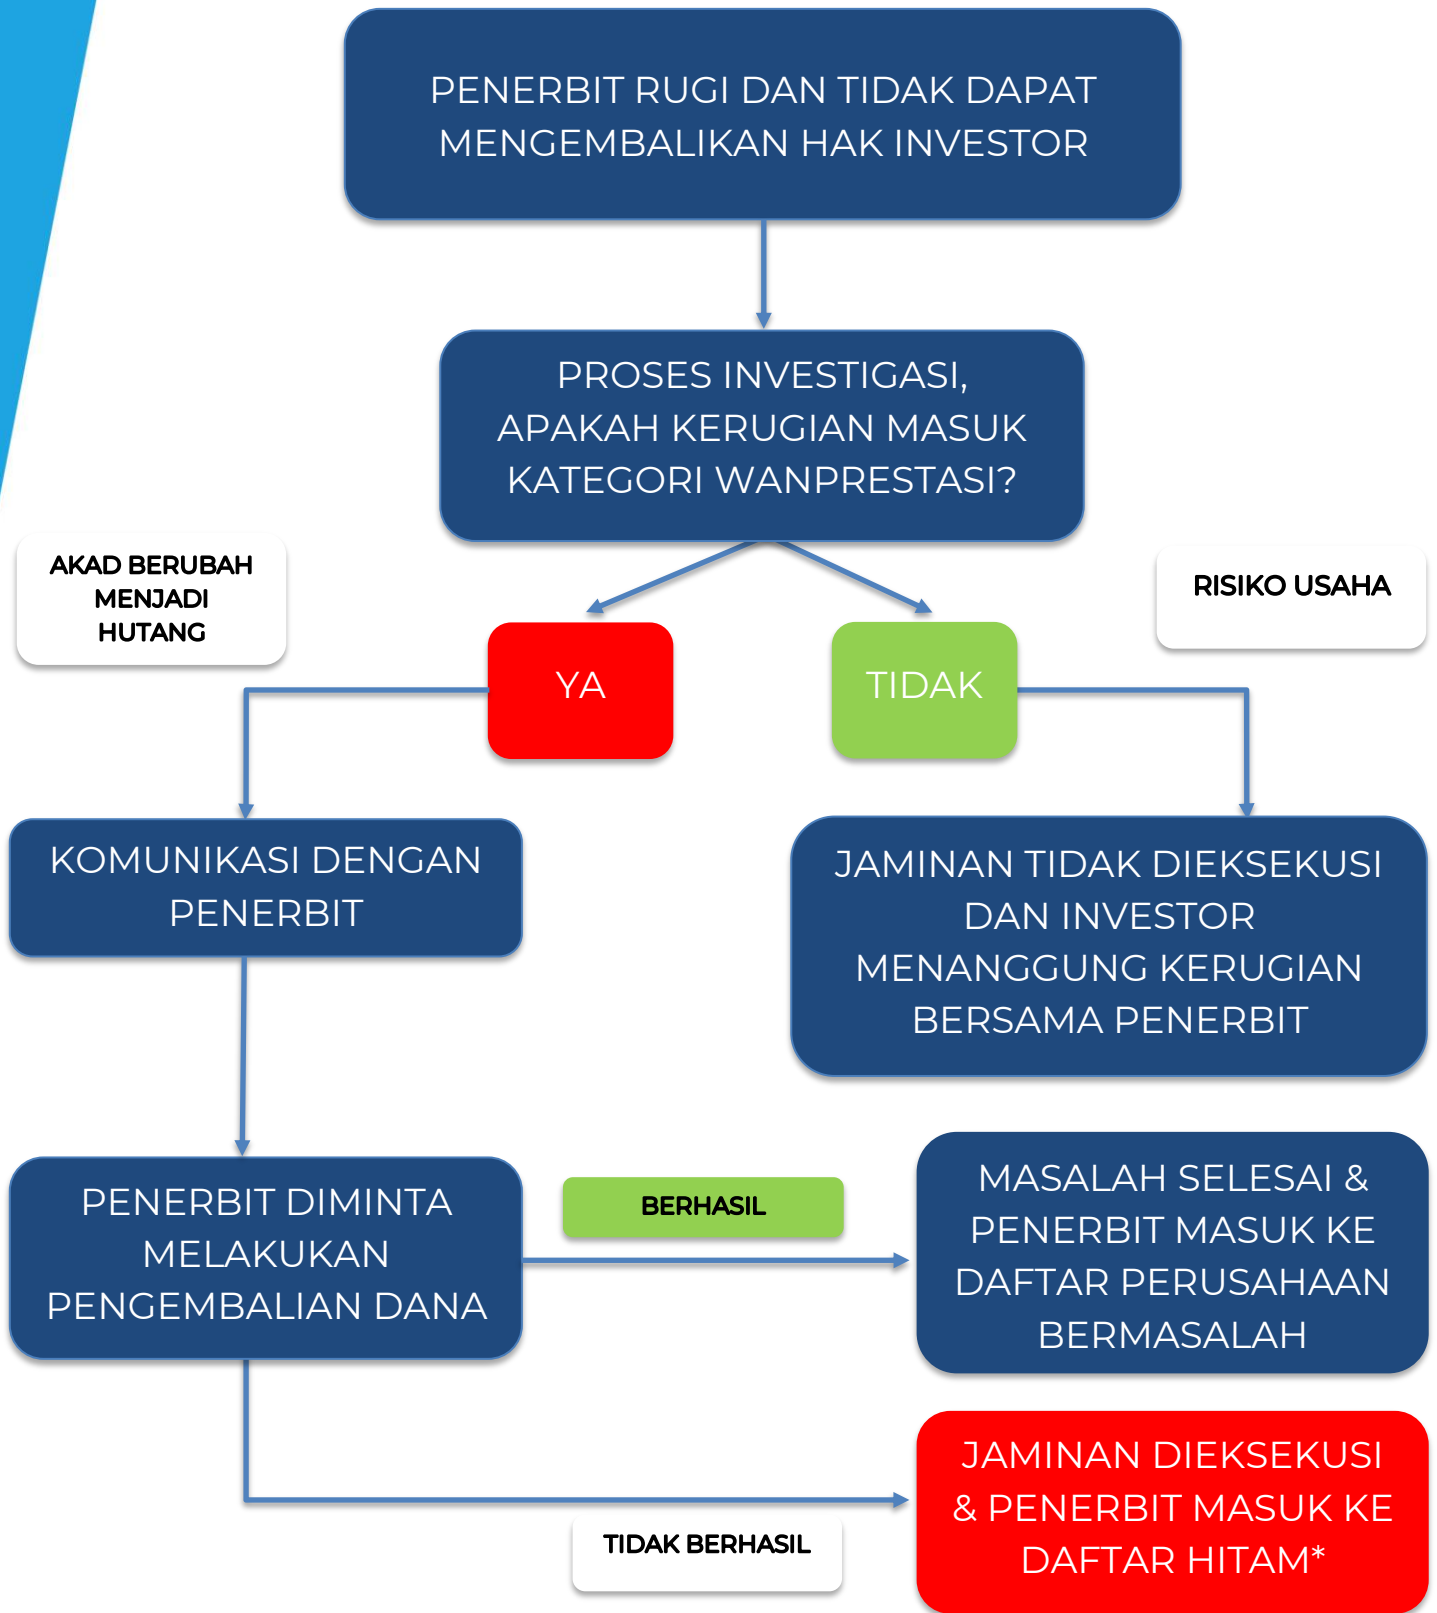 PENERBIT RUGI DAN TIDAK DAPAT
MENGEMBALIKAN HAK INVESTOR
PROSES INVESTIGASI,
APAKAH KERUGIAN MASUK
KATEGORI WANPRESTASI?
AKAD BERUBAH
MENJADI
HUTANG
RISIKO USAHA
YA
TIDAK
KOMUNIKASI DENGAN
PENERBIT
JAMINAN TIDAK DIEKSEKUSI
DAN INVESTOR
MENANGGUNG KERUGIAN
BERSAMA PENERBIT
PENERBIT DIMINTA
MELAKUKAN
PENGEMBALIAN DANA
BERHASIL
MASALAH SELESAI &
PENERBIT MASUK KE
DAFTAR PERUSAHAAN
BERMASALAH
TIDAK BERHASIL
JAMINAN DIEKSEKUSI
& PENERBIT MASUK KE
DAFTAR HITAM*